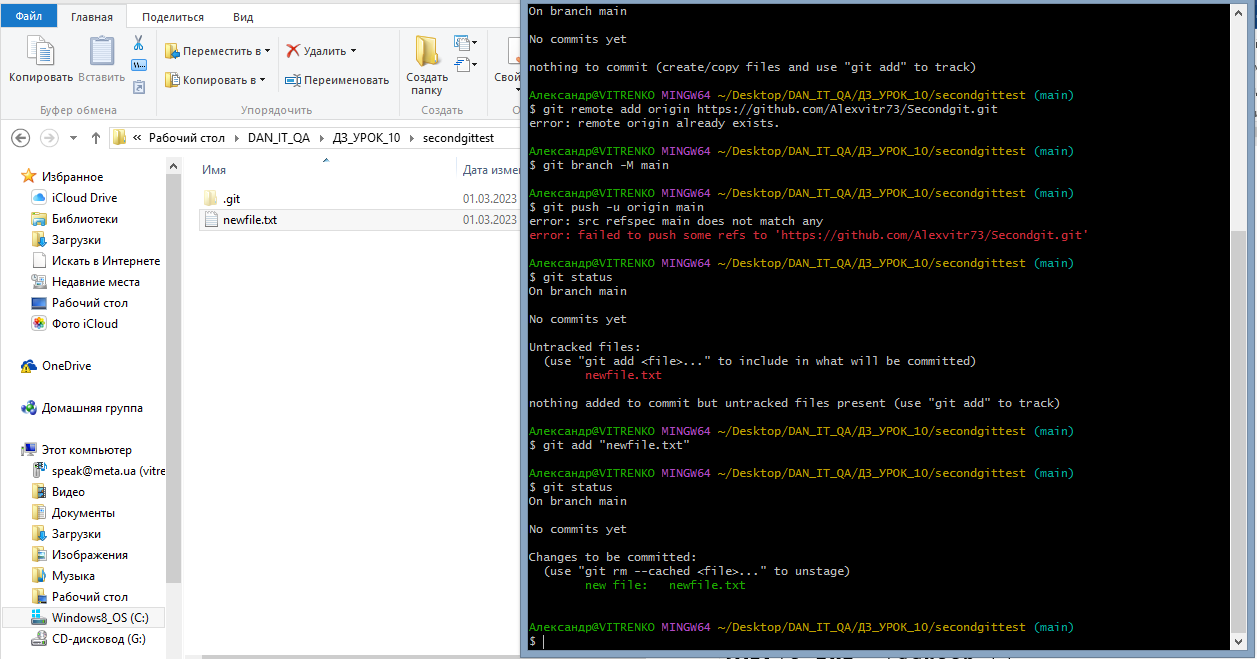 Файл Главная Поделиться Вид
Копировать
Вставить
Переместить в
Копировать в
Удалить
Переименовать
Создать
папку
Свой
Буфер обмена
Упорядочить
Создать
« Рабочий стол DAN_IT_QA ДЗ_УРОК_10 secondgittest
Избранное
iCloud Drive
Библиотеки
Загрузки
Искать в Интернете
Недавние места
Рабочий стол
Фото iCloud
OneDrive
Домашняя группа
Этот компьютер
speak@meta.ua (vitre
Видео
Документы
Загрузки
Изображения
Музыка
Рабочий стол
Windows8_OS (C:)
CD-дисковод (G:)
Имя Дата измен
.git 01.03.2023
newfile.txt 01.03.2023
On branch main
No commits yet
nothing to commit (create/copy files and use "git add" to track)
Александр@VITRENKO MINGW64 ~/Desktop/DAN_IT_QA/ДЗ_УРОК_10/secondgittest (main)
$ git remote add origin https://github.com/Alexvitr73/Secondgit.git
error: remote origin already exists.
Александр@VITRENKO MINGW64 ~/Desktop/DAN_IT_QA/ДЗ_УРОК_10/secondgittest (main)
$ git branch -M main
Александр@VITRENKO MINGW64 ~/Desktop/DAN_IT_QA/ДЗ_УРОК_10/secondgittest (main)
$ git push -u origin main
error: src refspec main does not match any
error: failed to push some refs to 'https://github.com/Alexvitr73/Secondgit.git'
Александр@VITRENKO MINGW64 ~/Desktop/DAN_IT_QA/ДЗ_УРОК_10/secondgittest (main)
$ git status
On branch main
No commits yet
Untracked files:
(use "git add <file>..." to include in what will be committed)
newfile.txt
nothing added to commit but untracked files present (use "git add" to track)
Александр@VITRENKO MINGW64 ~/Desktop/DAN_IT_QA/ДЗ_УРОК_10/secondgittest (main)
$ git add "newfile.txt"
Александр@VITRENKO MINGW64 ~/Desktop/DAN_IT_QA/ДЗ_УРОК_10/secondgittest (main)
$ git status
On branch main
No commits yet
Changes to be committed:
(use "git rm --cached <file>..." to unstage)
new file: newfile.txt
Александр@VITRENKO MINGW64 ~/Desktop/DAN_IT_QA/ДЗ_УРОК_10/secondgittest (main)
$